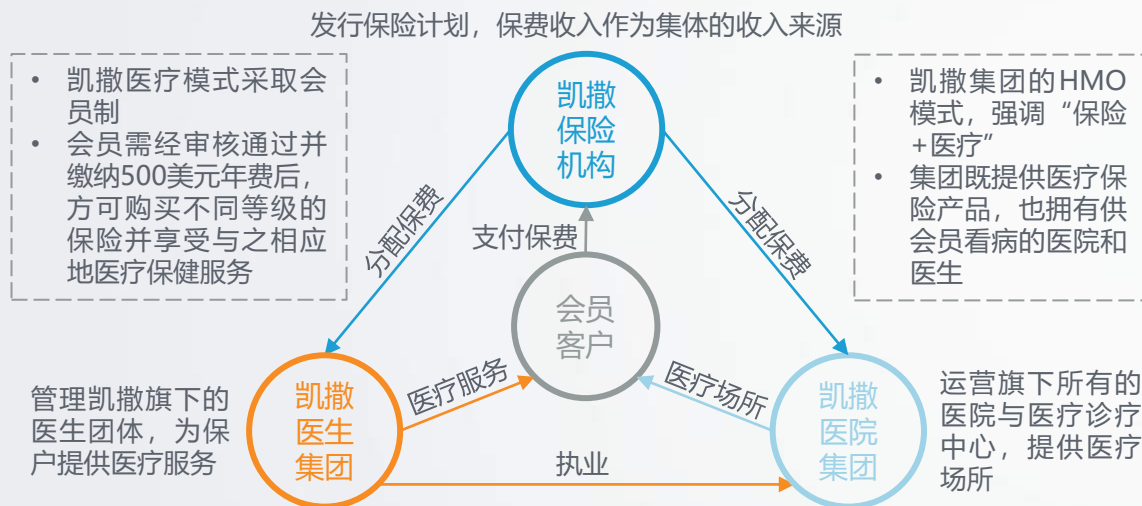 发行保险计划，保费收入作为集体的收入来源
• 凯撒医疗模式采取会
员制
• 会员需经审核通过并
缴纳500美元年费后，
方可购买不同等级的
保险并享受与之相应
地医疗保健服务
凯撒
保险
机构
• 凯撒集团的HMO
模式，强调“保险
+医疗”
• 集团既提供医疗保
险产品，也拥有供
会员看病的医院和
医生
分配保费
支付保费
分配保费
会员
客户
医疗服务
医疗场所
管理凯撒旗下的
医生团体，为保
户提供医疗服务
凯撒
医生
集团
执业
凯撒
医院
集团
运营旗下所有的
医院与医疗诊疗
中心，提供医疗
场所